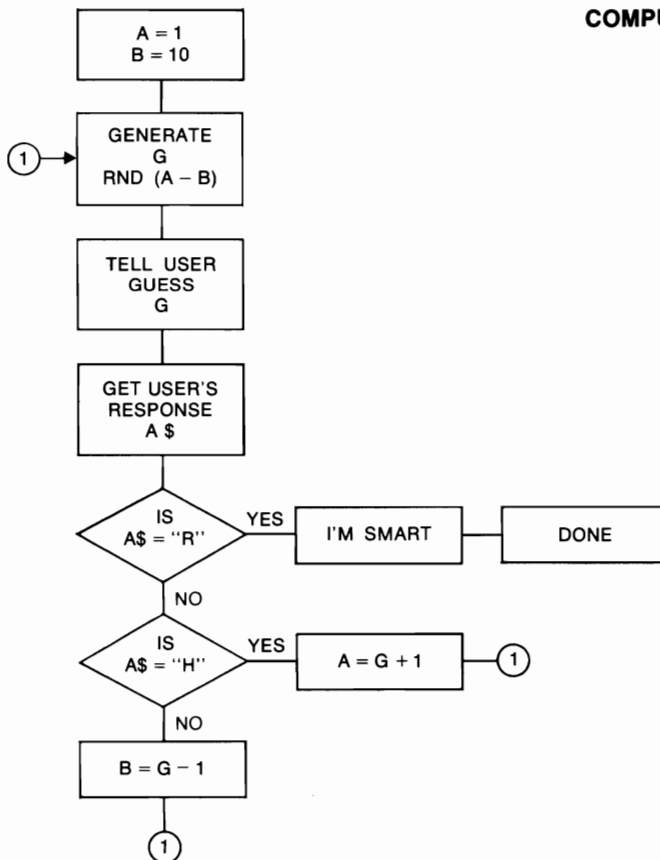 COMPU
A = 1
B = 10
1
GENERATE
G
RND (A – B)
TELL USER
GUESS
G
GET USER'S
RESPONSE
A $
IS
A$ = "R"
YES
I'M SMART
DONE
NO
IS
A$ = "H"
YES
A = G + 1
1
NO
B = G – 1
1